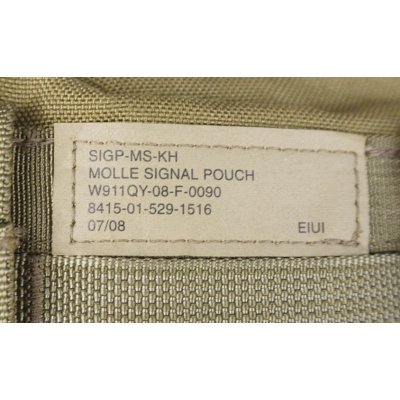 SIGP-MS-KH
MOLLE SIGNAL POUCH
W911QY-08-F-0090
8415-01-529-1516
07/08 EIUI